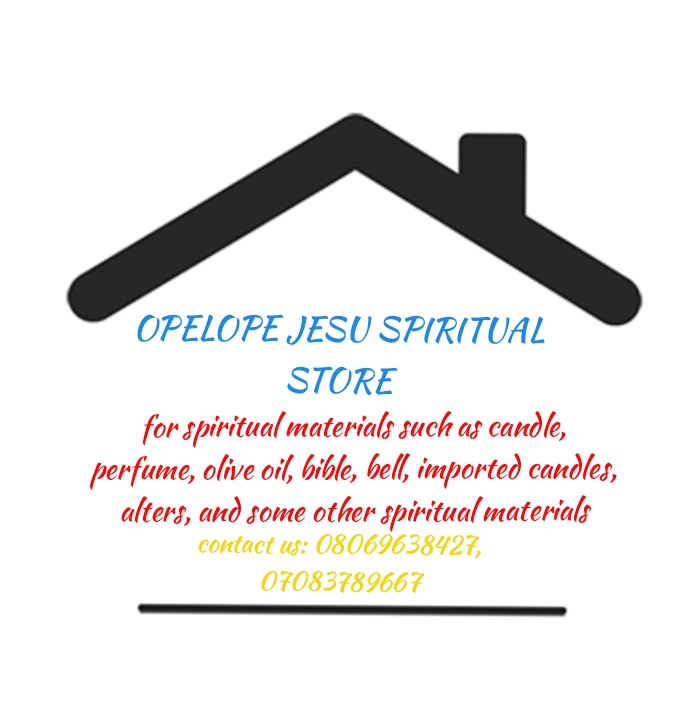 OPELOPE JESU SPIRITUAL
STORE
for spiritual materials such as candle,
perfume, olive oil, bible, bell, imported candles,
alters, and some other spiritual materials
contact us: 08069638427,
07083789667